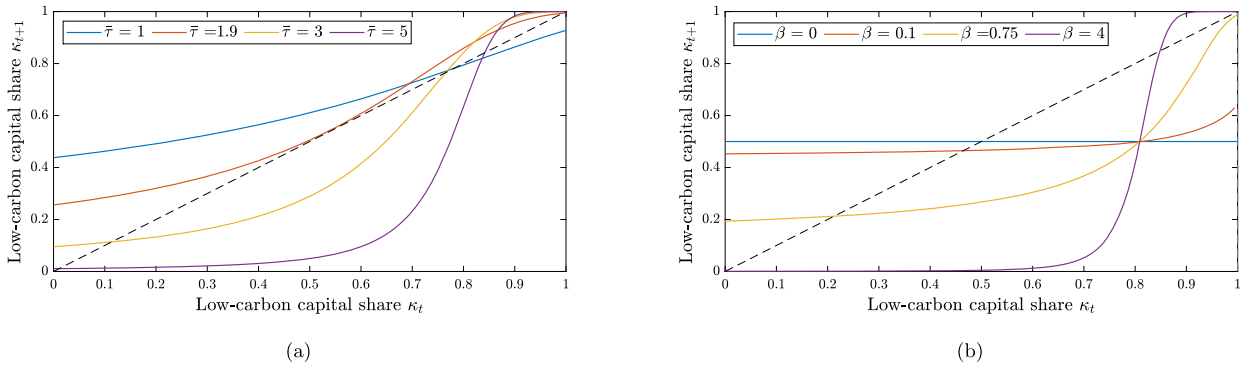 τ̄ = 1 τ̄ =1.9 τ̄ = 3 τ̄ = 5
Low-carbon capital share κ_{t+1}
1
0.8
0.6
0.4
0.2
0
0 0.1 0.2 0.3 0.4 0.5 0.6 0.7 0.8 0.9 1
Low-carbon capital share κ_t
(a)
β = 0 β = 0.1 β =0.75 β = 4
Low-carbon capital share κ_{t+1}
1
0.8
0.6
0.4
0.2
0
0 0.1 0.2 0.3 0.4 0.5 0.6 0.7 0.8 0.9 1
Low-carbon capital share κ_t
(b)